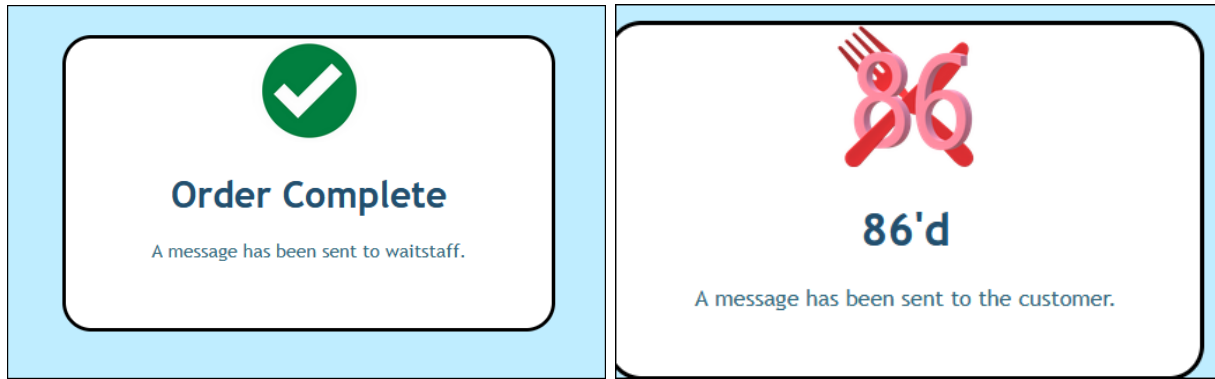 Order Complete
A message has been sent to waitstaff.
86
86'd
A message has been sent to the customer.